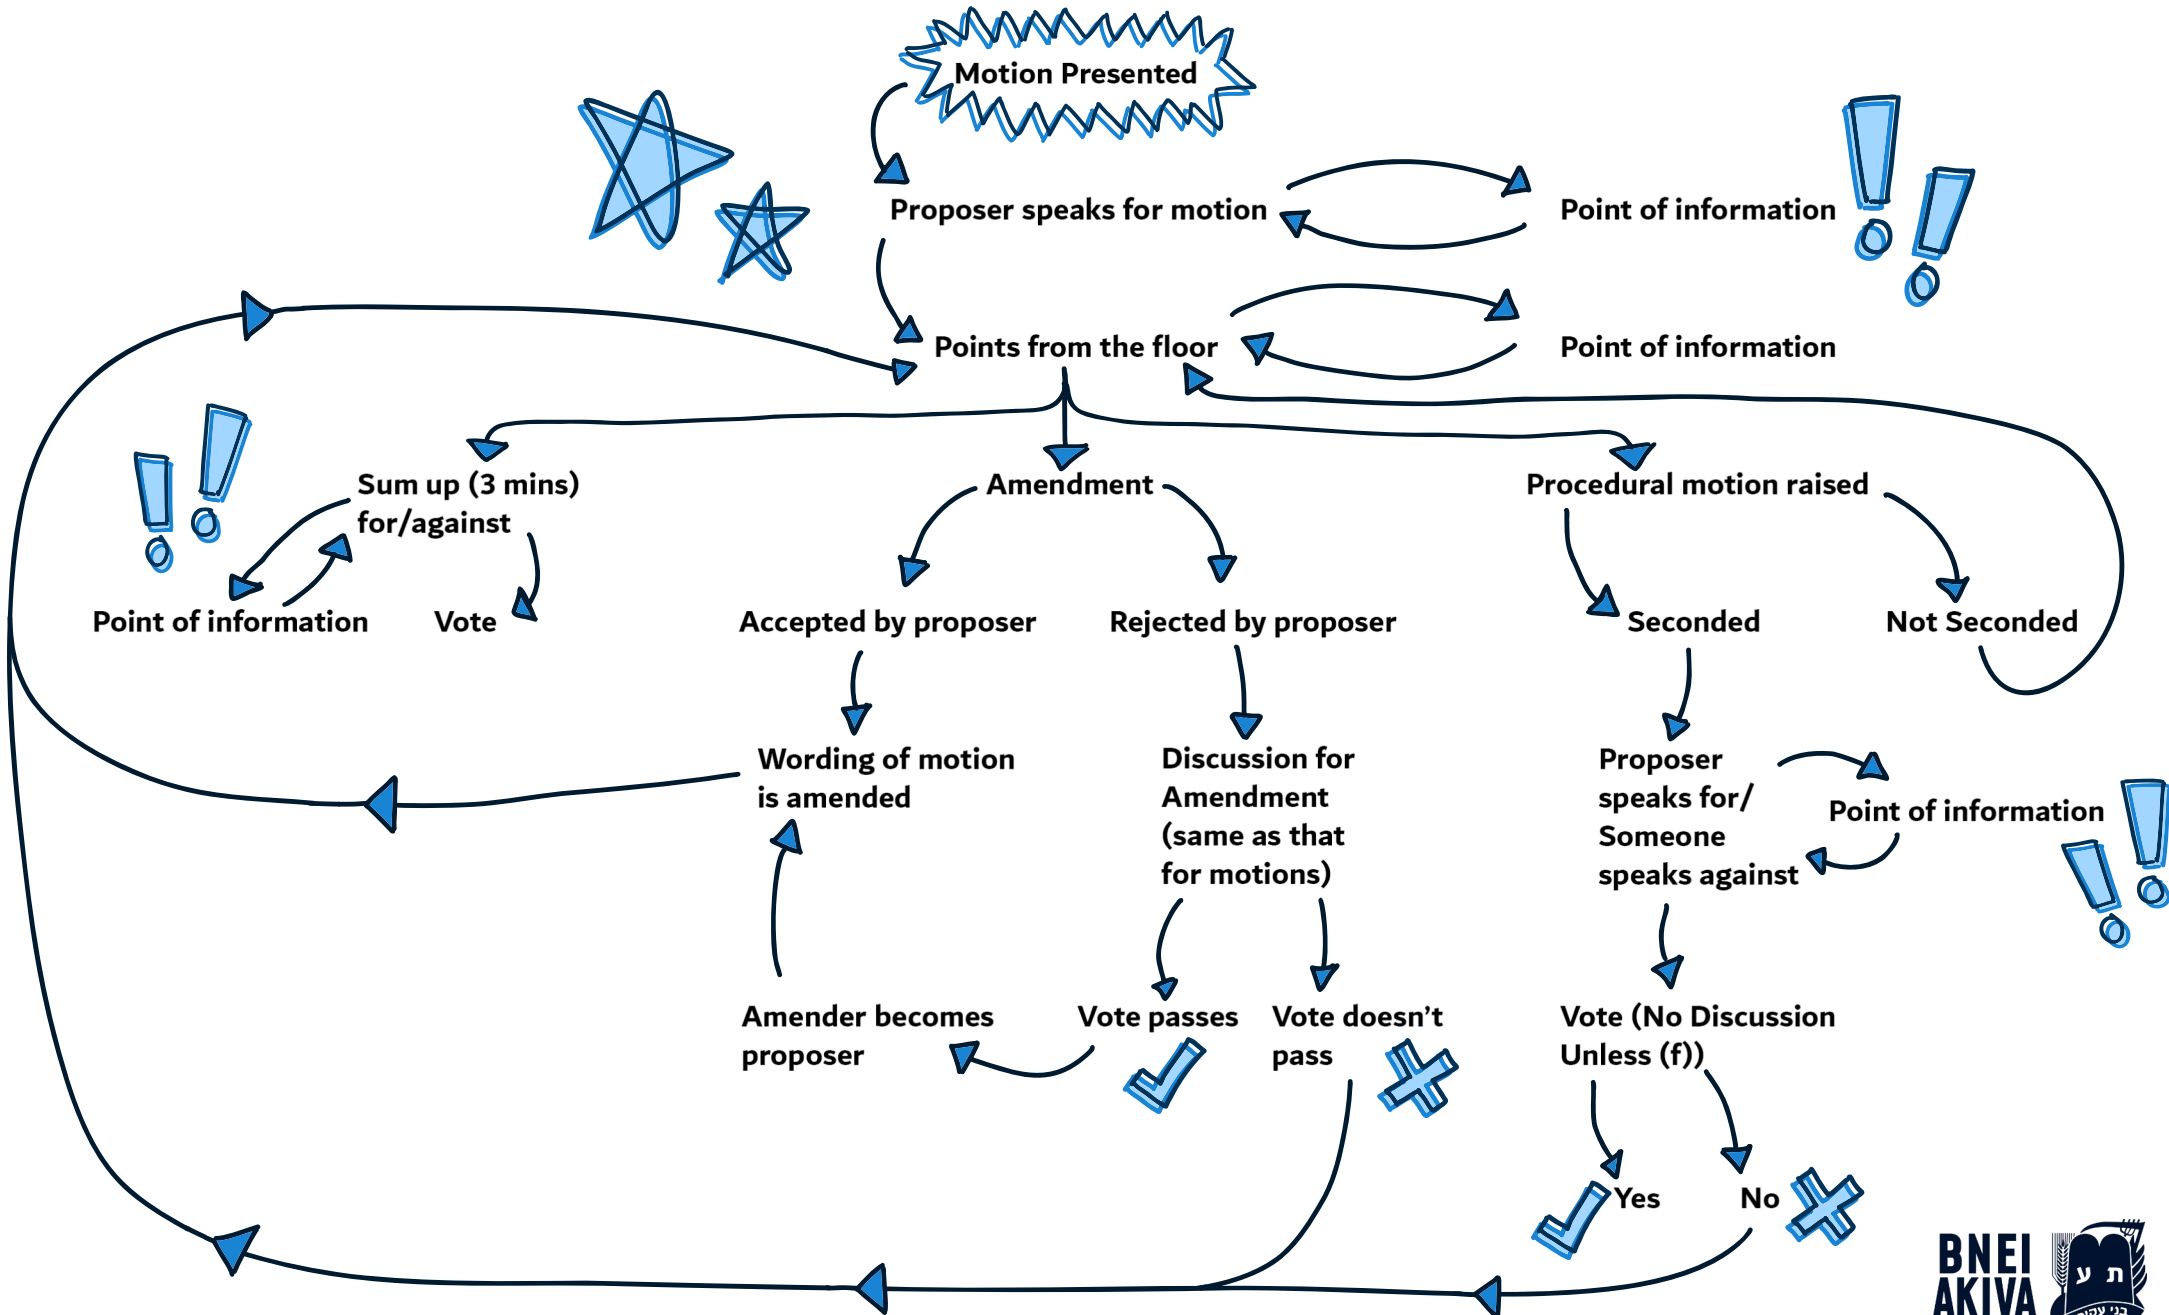 Motion Presented
Proposer speaks for motion
Point of information
Points from the floor
Point of information
Sum up (3 mins)
for/against
Amendment
Procedural motion raised
Point of information
Vote
Accepted by proposer
Rejected by proposer
Seconded
Not Seconded
Wording of motion
is amended
Discussion for
Amendment
(same as that
for motions)
Proposer
speaks for/
Someone
speaks against
Point of information
Amender becomes
proposer
Vote passes
Vote doesn't
pass
Vote (No Discussion
Unless (f))
Yes
No
BNEI
AKIVA
ת ע